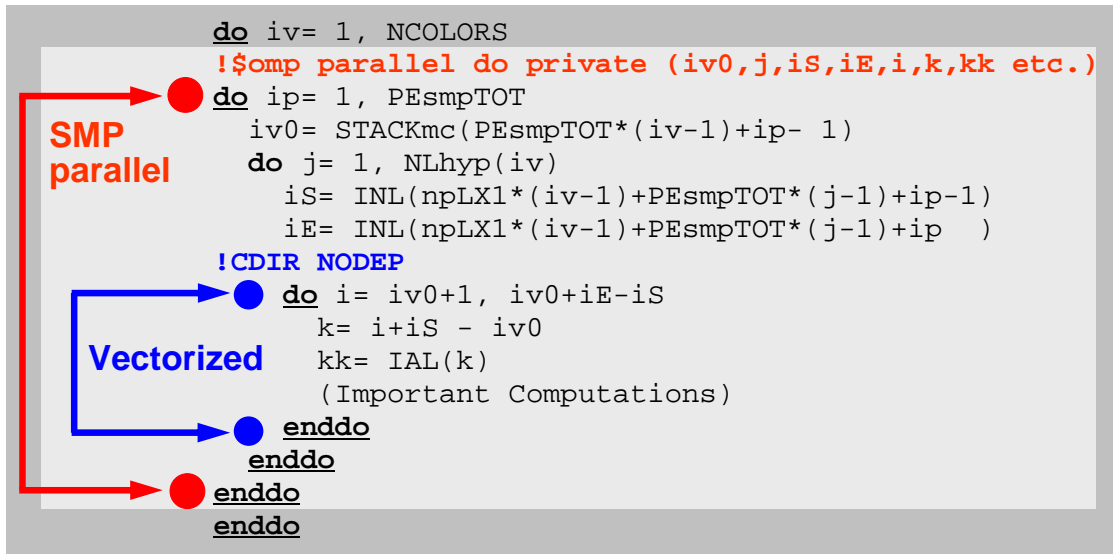 do iv= 1, NCOLORS
!$omp parallel do private (iv0,j,iS,iE,i,k,kk etc.)
do ip= 1, PEsmpTOT
SMP
parallel
iv0= STACKmc(PEsmpTOT*(iv-1)+ip- 1)
do j= 1, NLhyp(iv)
iS= INL(npLX1*(iv-1)+PEsmpTOT*(j-1)+ip-1)
iE= INL(npLX1*(iv-1)+PEsmpTOT*(j-1)+ip  )
!CDIR NODEP
do i= iv0+1, iv0+iE-iS
k= i+iS - iv0
Vectorized
kk= IAL(k)
(Important Computations)
enddo
enddo
enddo
enddo